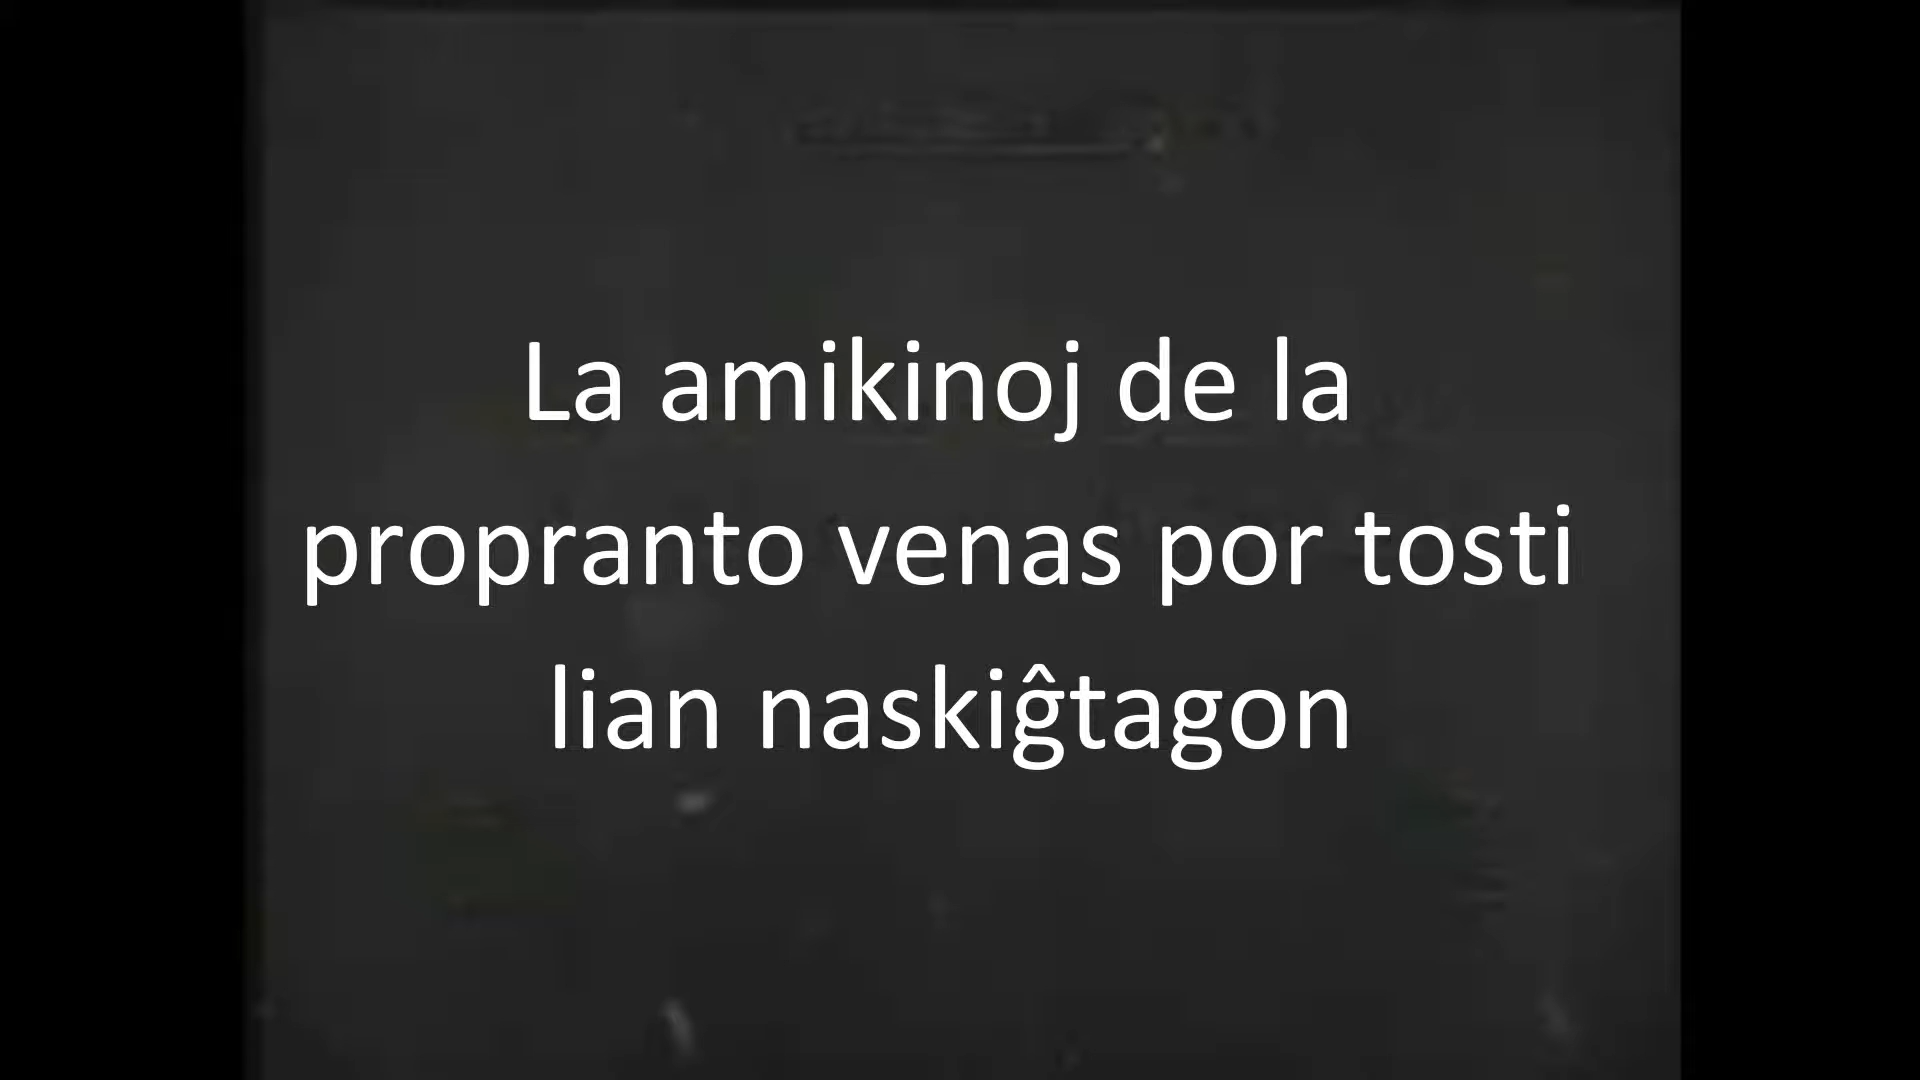 La amikinoj de la
propranto venas por tosti
lian naskiĝtagon